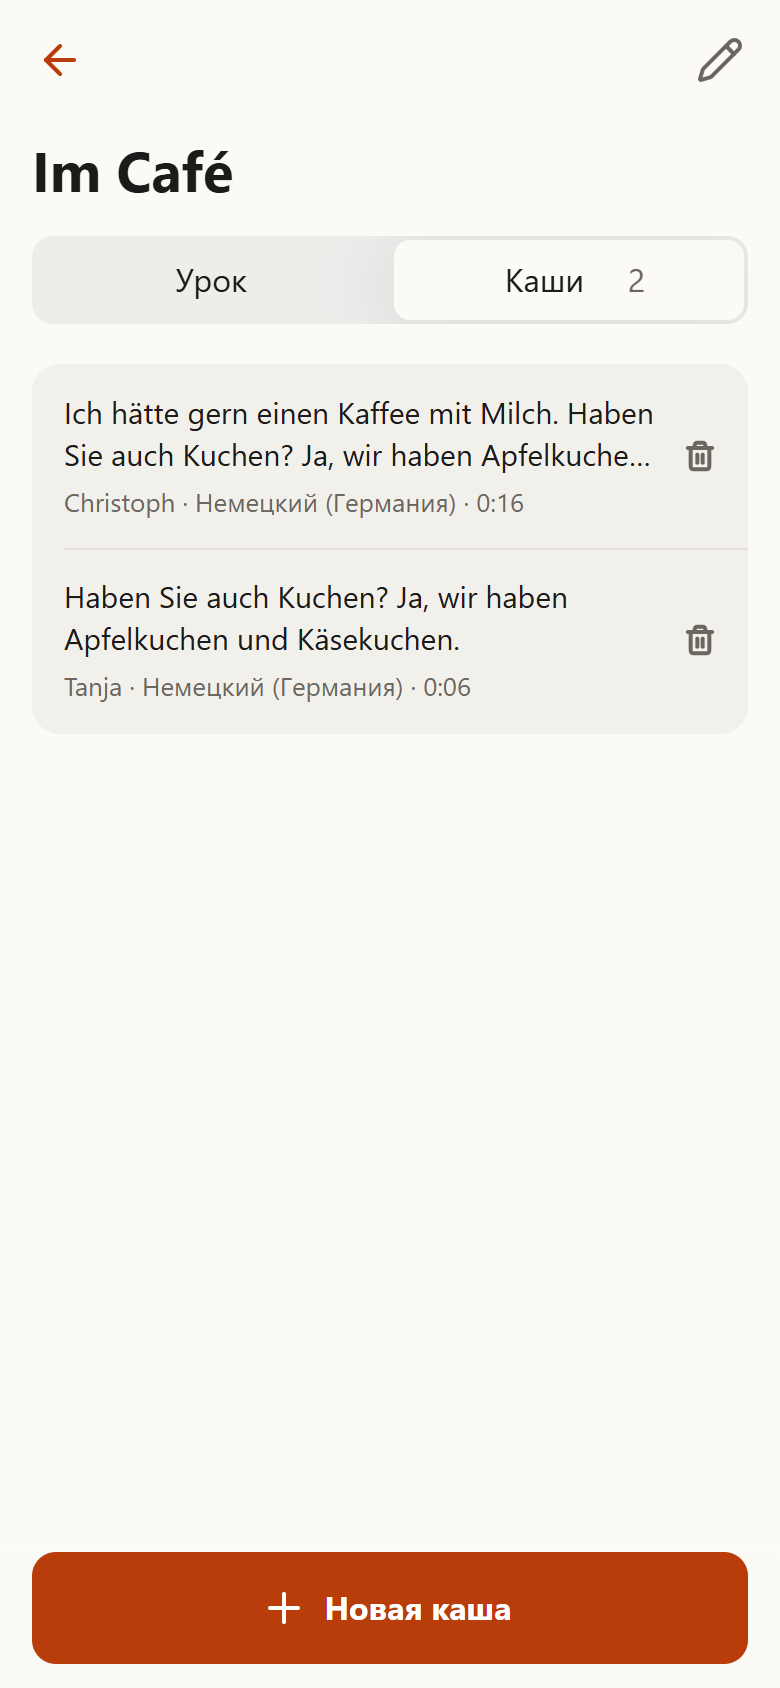 Im Café
Урок
Каши 2
Ich hätte gern einen Kaffee mit Milch. Haben
Sie auch Kuchen? Ja, wir haben Apfelkuche...
Christoph · Немецкий (Германия) · 0:16
Haben Sie auch Kuchen? Ja, wir haben
Apfelkuchen und Käsekuchen.
Tanja · Немецкий (Германия) · 0:06
Новая каша